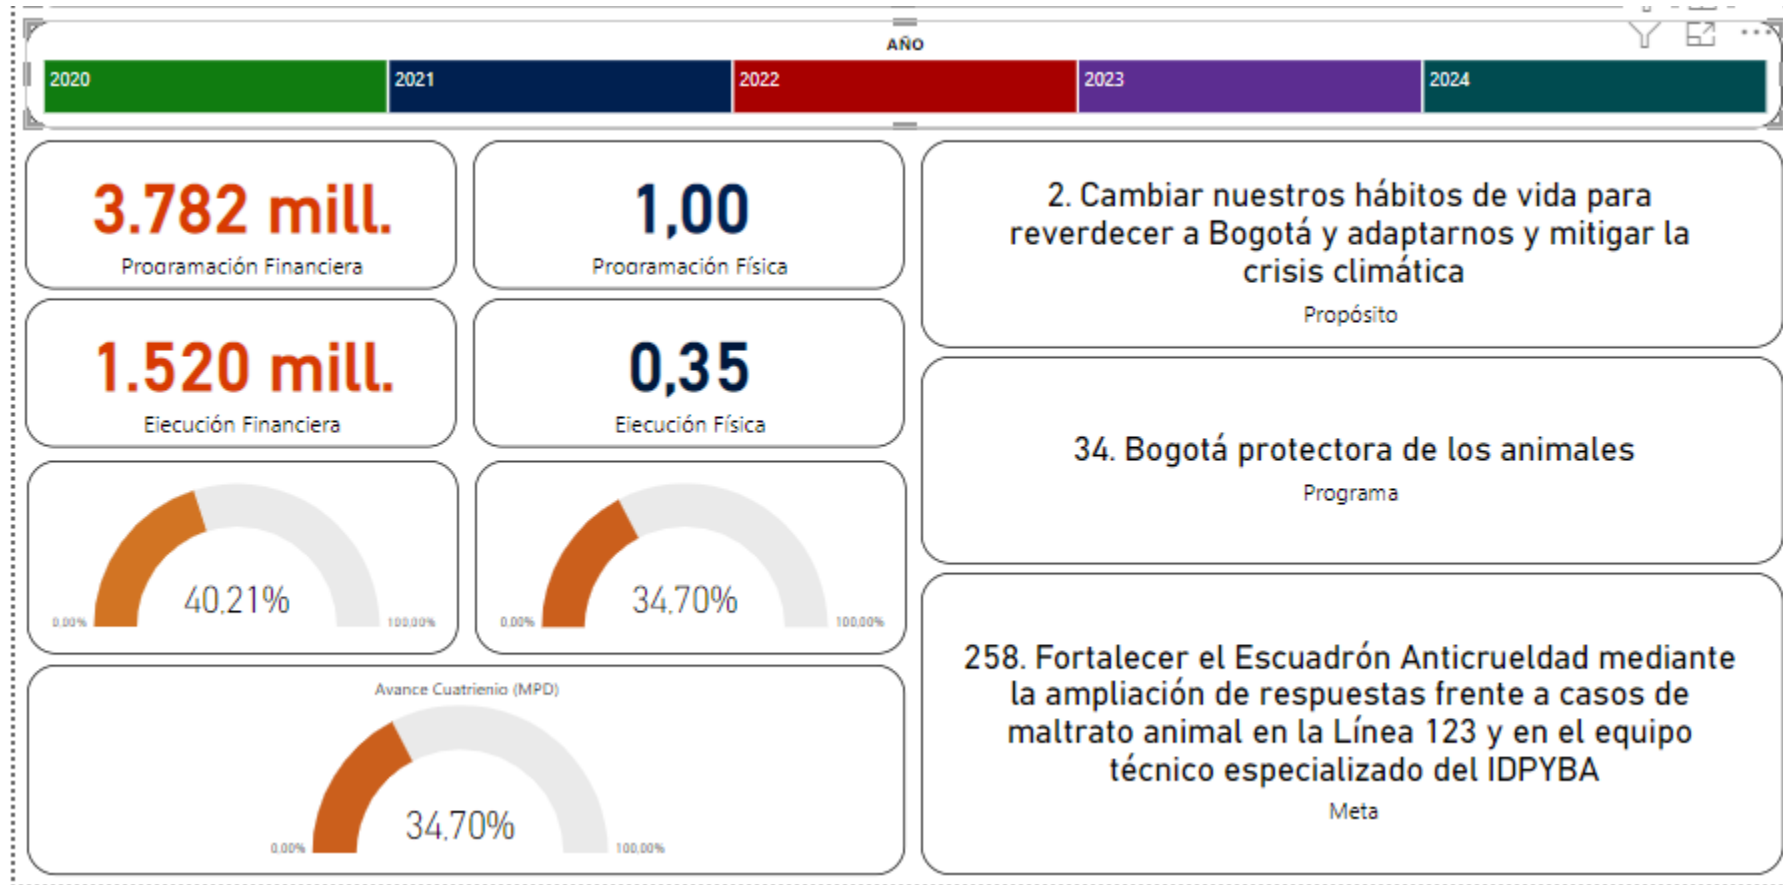 AÑO
2020
2021
2022
2023
2024
3.782 mill.
Programación Financiera
1,00
Programación Física
1.520 mill.
Ejecución Financiera
0,35
Ejecución Física
40,21%
0,00%
100,00%
34,70%
0,00%
100,00%
Avance Cuatrienio (MPD)
34,70%
0,00%
100,00%
2. Cambiar nuestros hábitos de vida para
reverdecer a Bogotá y adaptarnos y mitigar la
crisis climática
Propósito
34. Bogotá protectora de los animales
Programa
258. Fortalecer el Escuadrón Anticrueldad mediante
la ampliación de respuestas frente a casos de
maltrato animal en la Línea 123 y en el equipo
técnico especializado del IDPYBA
Meta